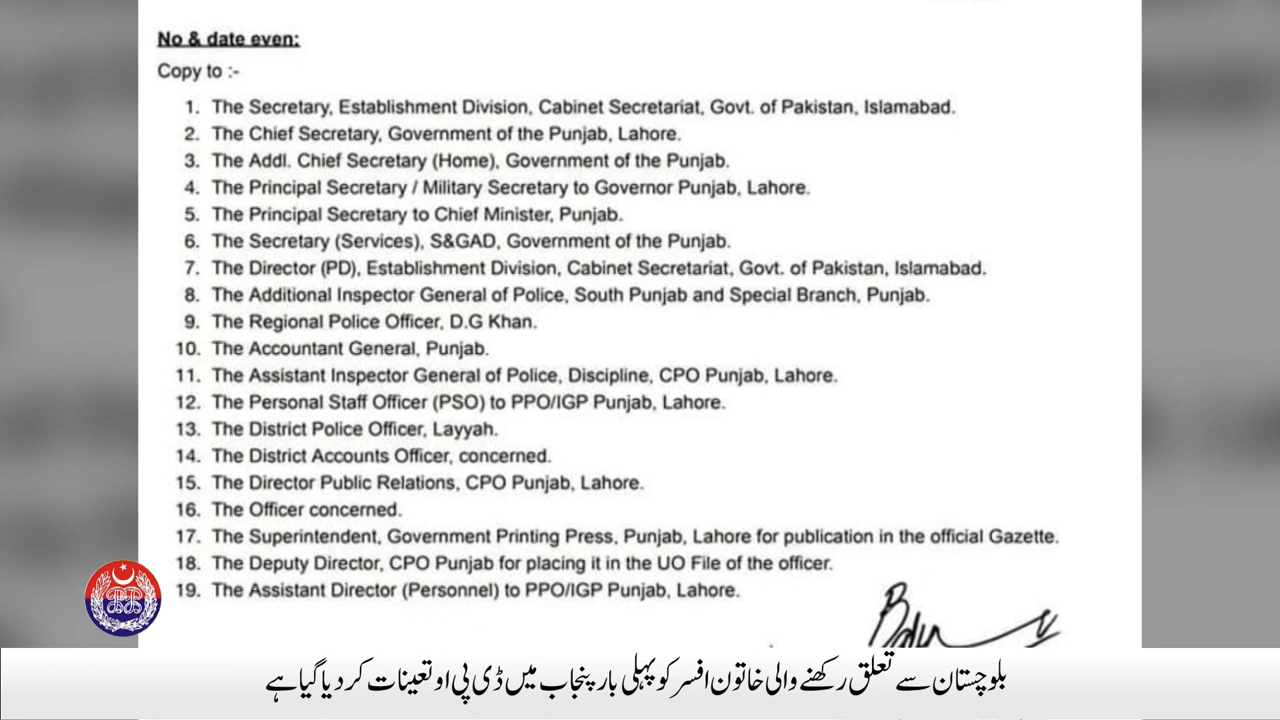 No & date even:
Copy to :-
1. The Secretary, Establishment Division, Cabinet Secretariat, Govt. of Pakistan, Islamabad.
2. The Chief Secretary, Government of the Punjab, Lahore.
3. The Addl. Chief Secretary (Home), Government of the Punjab.
4. The Principal Secretary / Military Secretary to Governor Punjab, Lahore.
5. The Principal Secretary to Chief Minister, Punjab.
6. The Secretary (Services), S&GAD, Government of the Punjab.
7. The Director (PD), Establishment Division, Cabinet Secretariat, Govt. of Pakistan, Islamabad.
8. The Additional Inspector General of Police, South Punjab and Special Branch, Punjab.
9. The Regional Police Officer, D.G Khan.
10. The Accountant General, Punjab.
11. The Assistant Inspector General of Police, Discipline, CPO Punjab, Lahore.
12. The Personal Staff Officer (PSO) to PPO/IGP Punjab, Lahore.
13. The District Police Officer, Layyah.
14. The District Accounts Officer, concerned.
15. The Director Public Relations, CPO Punjab, Lahore.
16. The Officer concerned.
17. The Superintendent, Government Printing Press, Punjab, Lahore for publication in the official Gazette.
18. The Deputy Director, CPO Punjab for placing it in the UO File of the officer.
19. The Assistant Director (Personnel) to PPO/IGP Punjab, Lahore.
بلوچستان سے تعلق رکھنے والی خاتون افسر کو پہلی بار پنجاب میں ڈی پی او تعینات کر دیا گیا ہے